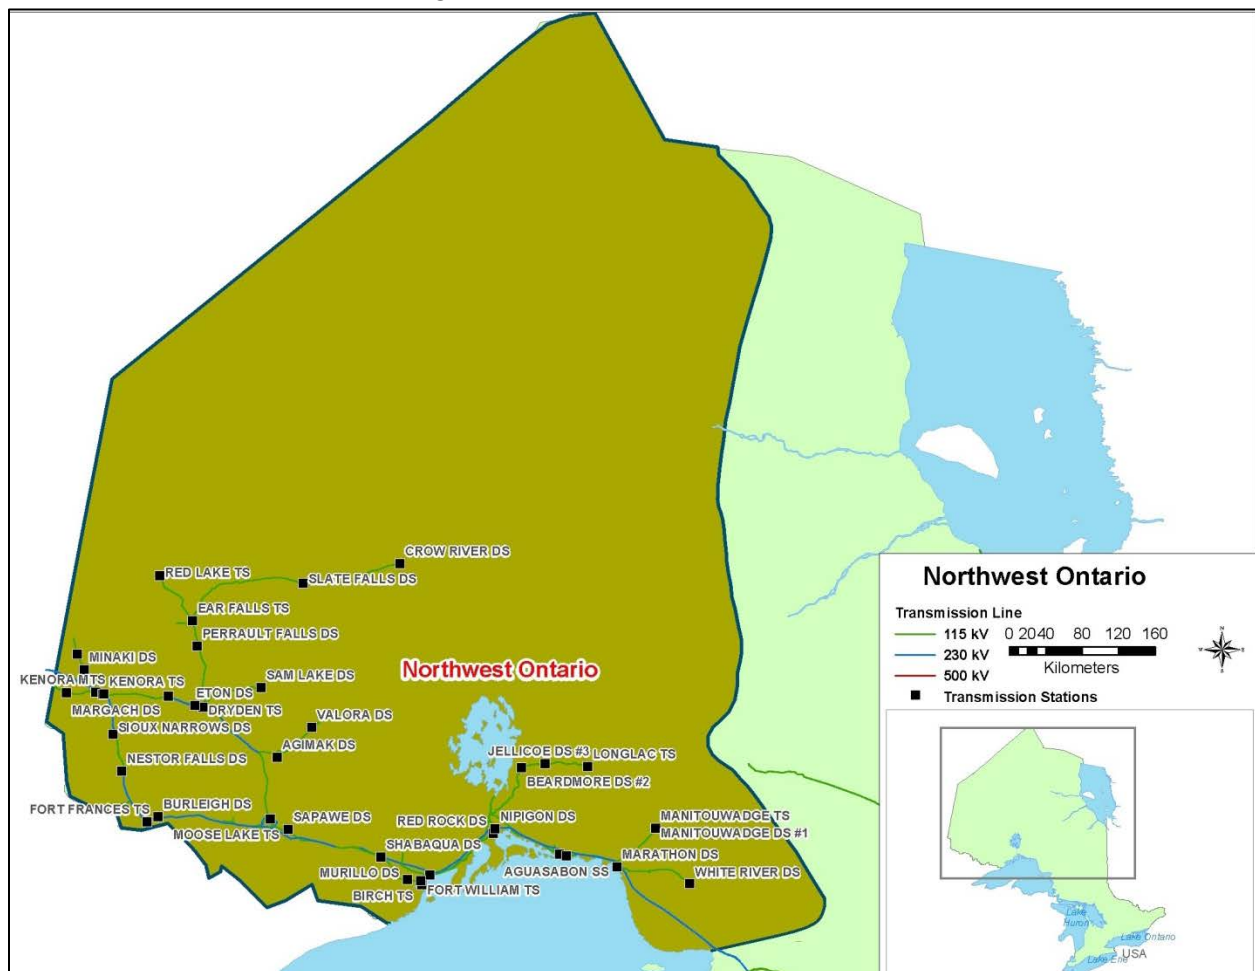 CROW RIVER DS
RED LAKE TS
SLATE FALLS DS
EAR FALLS TS
PERRAULT FALLS DS
MINAKI DS
Northwest Ontario
SAM LAKE DS
KENORA MTS
KENORA TS
ETON DS
MARGACH DS
DRYDEN TS
VALORA DS
SIOUX NARROWS DS
AGIMAK DS
JELLICOE DS #3
LONGLAC TS
NESTOR FALLS DS
BEARDMORE DS #2
FORT FRANCES TS
BURLEIGH DS
SAPAWE DS
RED ROCK DS
NIPIGON DS
MANITOUWADGE TS
MOOSE LAKE TS
MANITOUWADGE DS #1
SHABAQUA DS
MARATHON DS
MURILLO DS
AGUASABON SS
WHITE RIVER DS
BIRCH TS
FORT WILLIAM TS
Northwest Ontario
Transmission Line
115 kV
230 kV
500 kV
Transmission Stations
0 20 40 80 120 160
Kilometers
N
W
E
S
Lake
Huron
Lake Ontario
USA
Lake Erie